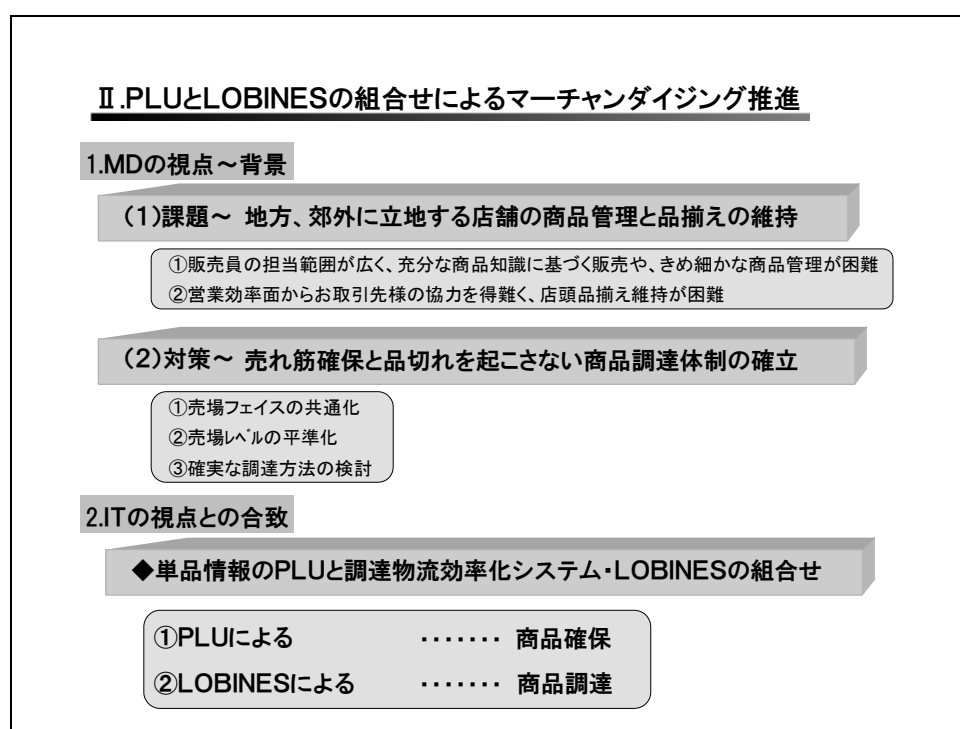 Ⅱ.PLUとLOBINESの組合せによるマーチャンダイジング推進
1.MDの視点～背景
（1）課題～ 地方、郊外に立地する店舗の商品管理と品揃えの維持
①販売員の担当範囲が広く、充分な商品知識に基づく販売や、きめ細かな商品管理が困難
②営業効率面からお取引先様の協力を得難く、店頭品揃え維持が困難
（2）対策～ 売れ筋確保と品切れを起こさない商品調達体制の確立
①売場フェイスの共通化
②売場ﾚﾍﾞﾙの平準化
③確実な調達方法の検討
2.ITの視点との合致
◆単品情報のPLUと調達物流効率化システム・LOBINESの組合せ
①PLUによる ・・・・・・・ 商品確保
②LOBINESによる ・・・・・・・ 商品調達